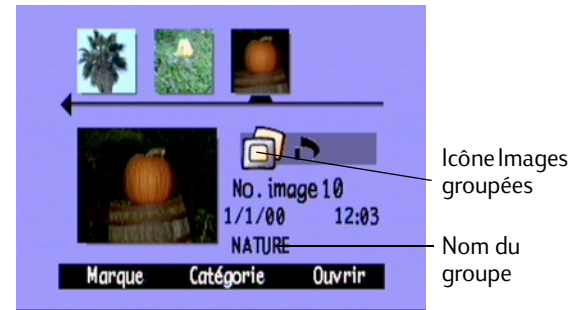 Icône Images
groupées
No. image 10
1/1/00 12:03
NATURE
Nom du
groupe
Marque Catégorie Ouvrir